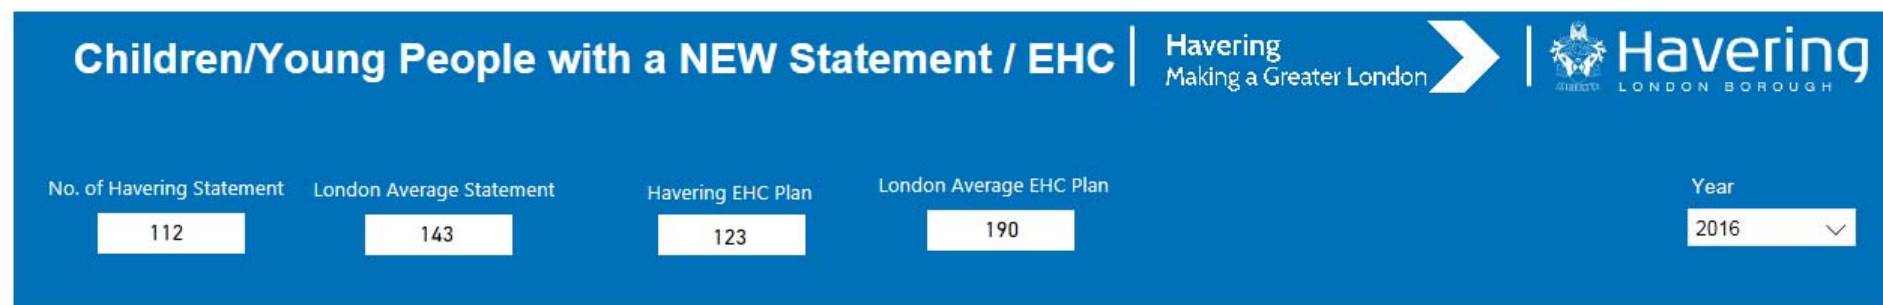 Children/Young People with a NEW Statement / EHC
Havering
Making a Greater London
Havering
LONDON BOROUGH
No. of Havering Statement
112
London Average Statement
143
Havering EHC Plan
123
London Average EHC Plan
190
Year
2016